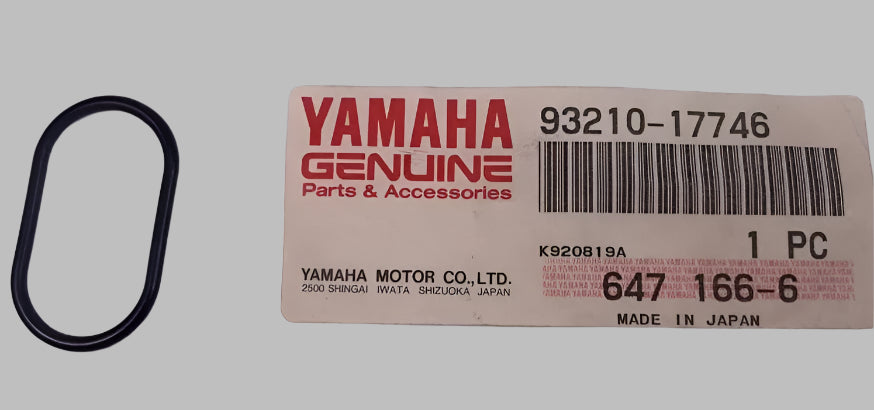 YAMAHA
GENUINE
Parts & Accessories
YAMAHA MOTOR CO.,LTD.
2500 SHINGAI IWATA SHIZUOKA JAPAN
93210-17746
K920819A
1 PC
647 166-6
MADE IN JAPAN